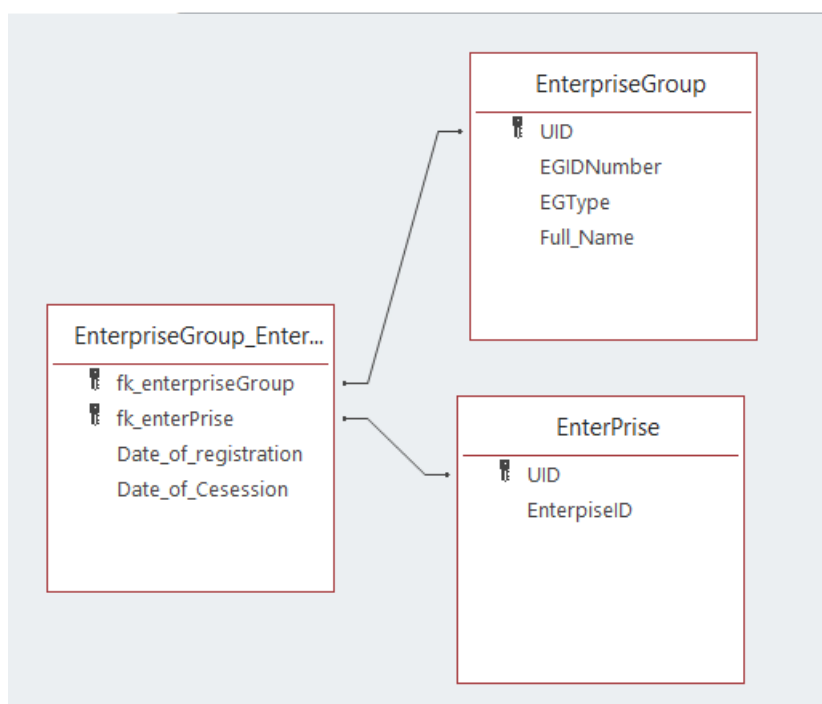 EnterpriseGroup
UID
EGIDNumber
EGType
Full_Name
EnterpriseGroup_Enter...
fk_enterpriseGroup
fk_enterPrise
Date_of_registration
Date_of_Cesession
EnterPrise
UID
EnterpiseID